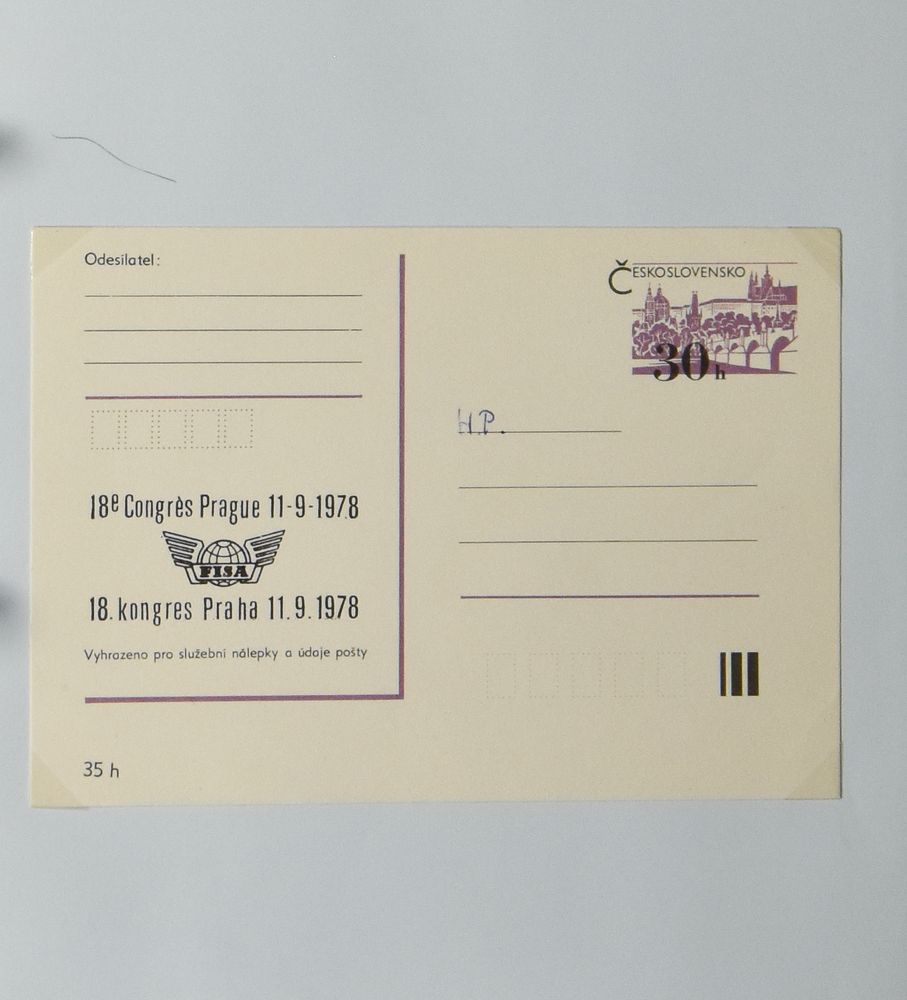 Odesílatel:
18e Congrès Prague 11-9-1978
FISA
18. kongres Praha 11. 9. 1978
Vyhrazeno pro služební nálepky a údaje pošty
35 h
ČESKOSLOVENSKO
30 h
H.P.